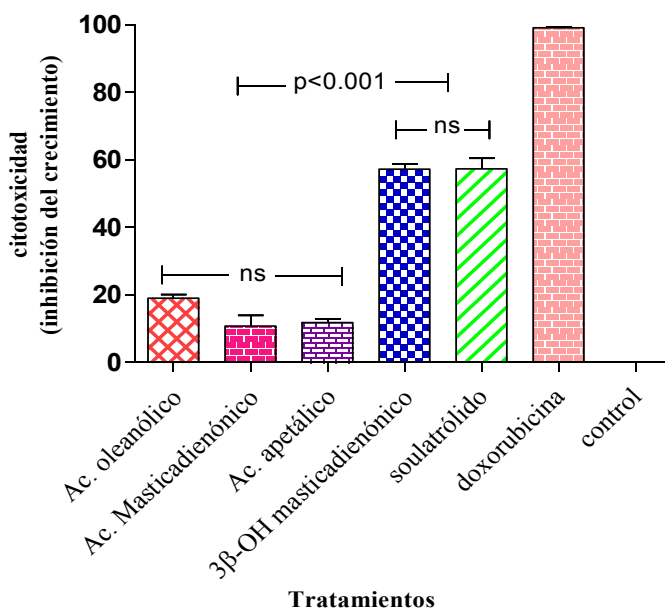 citotoxicidad
(inhibición del crecimiento)
100
80
60
40
20
0
p<0.001
ns
ns
Ac. oleanólico
Ac. Masticadienónico
Ac. apetálico
3β-OH masticadienónico
soulatrólido
doxorubicina
control
Tratamientos